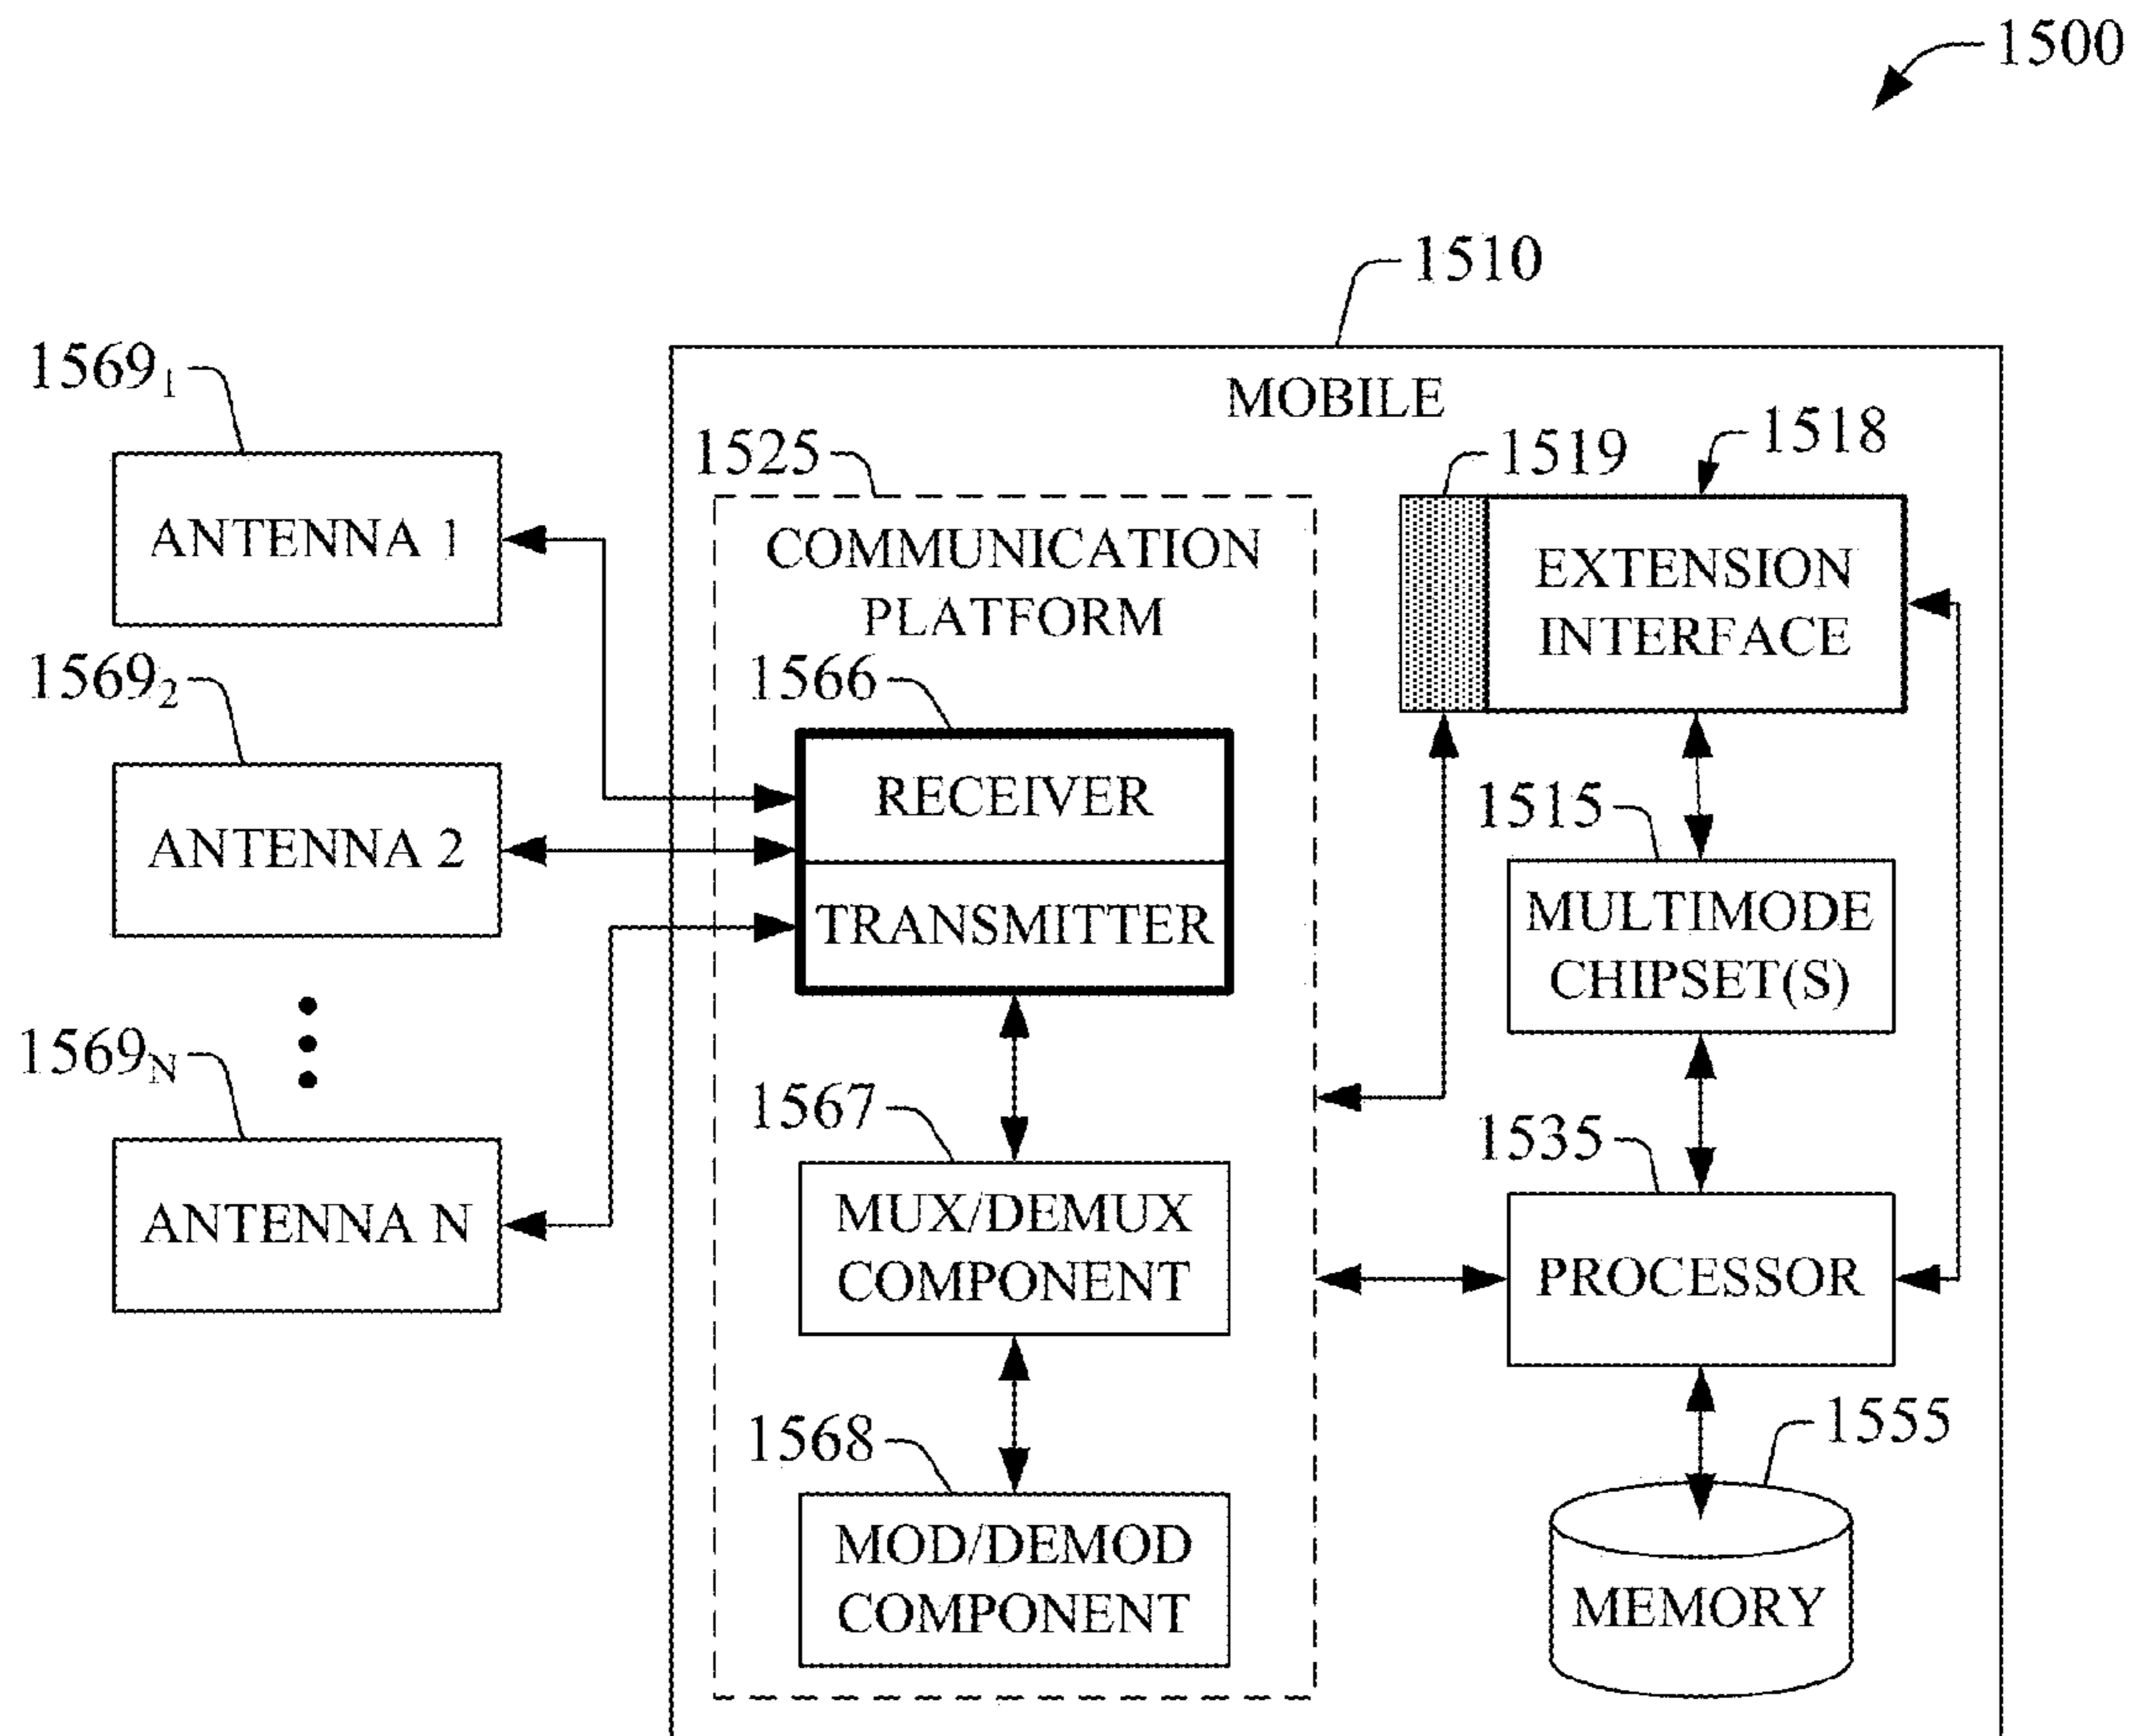 1500
1510
MOBILE
1569₁
ANTENNA 1
1569₂
ANTENNA 2
1569N
ANTENNA N
1525
COMMUNICATION
PLATFORM
1566
RECEIVER
TRANSMITTER
1567
MUX/DEMUX
COMPONENT
1568
MOD/DEMOD
COMPONENT
1519
1518
EXTENSION
INTERFACE
1515
MULTIMODE
CHIPSET(S)
1535
PROCESSOR
1555
MEMORY